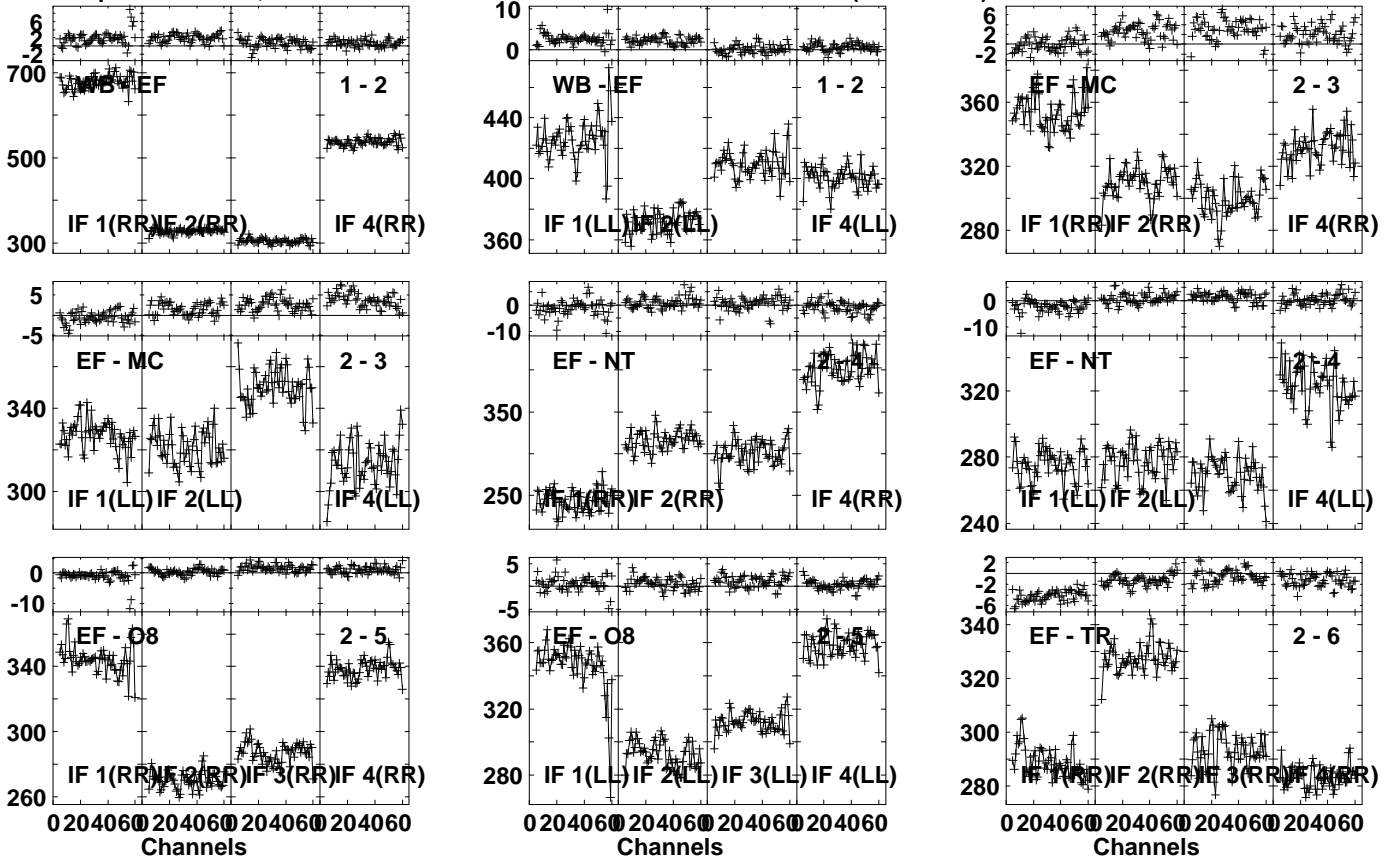 6
2
-2
10
0
6
2
-2
700
500
300
WB - EF
1 - 2
IF 1(RR)
IF 2(RR)
IF 4(RR)
440
400
360
WB - EF
1 - 2
IF 1(LL)
IF 2(LL)
IF 4(LL)
360
320
280
EF - MC
2 - 3
IF 1(RR)
IF 2(RR)
IF 4(RR)
5
-5
0
-10
0
-10
340
300
EF - MC
2 - 3
IF 1(LL)
IF 2(LL)
IF 4(LL)
350
250
EF - NT
2 - 4
IF 1(RR)
IF 2(RR)
IF 4(RR)
320
280
240
EF - NT
2 - 4
IF 1(LL)
IF 2(LL)
IF 4(LL)
0
-10
5
-5
2
-2
-6
340
300
260
EF - O8
2 - 5
IF 1(RR)
IF 2(RR)
IF 3(RR)
IF 4(RR)
360
320
280
EF - O8
2 - 5
IF 1(LL)
IF 2(LL)
IF 3(LL)
IF 4(LL)
340
320
300
280
EF - TR
2 - 6
IF 1(RR)
IF 2(RR)
IF 3(RR)
IF 4(RR)
0 20 40 60 0 20 40 60 0 20 40 60 0 20 40 60
0 20 40 60 0 20 40 60 0 20 40 60 0 20 40 60
0 20 40 60 0 20 40 60 0 20 40 60 0 20 40 60
Channels
Channels
Channels